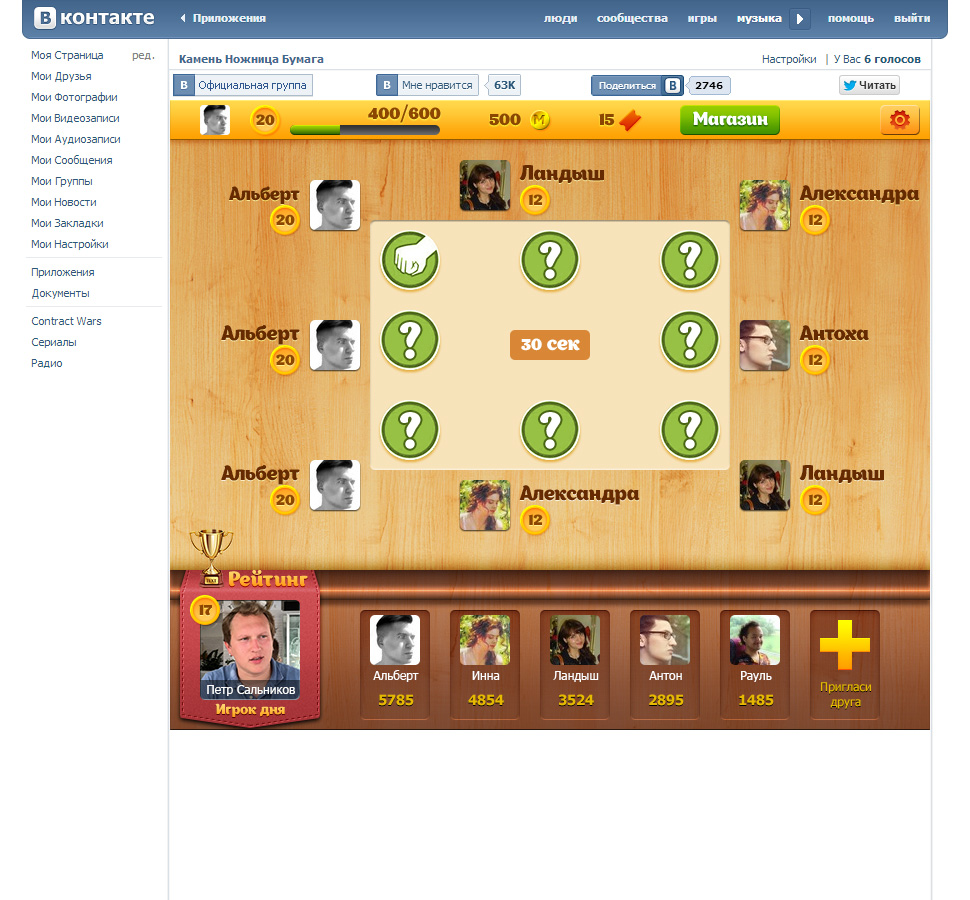 В контакте
Приложения
люди
сообщества
игры
музыка
помощь
выйти
Моя Страница
ред.
Мои Друзья
Мои Фотографии
Мои Видеозаписи
Мои Аудиозаписи
Мои Сообщения
Мои Группы
Мои Новости
Мои Закладки
Мои Настройки
Приложения
Документы
Contract Wars
Сериалы
Радио
Камень Ножница Бумага
Настройки | У Вас 6 голосов
В Официальная группа
В Мне нравится
63K
Поделиться В
2746
Читать
20
400/600
500 М
15
Магазин
Альберт
20
Ландыш
12
Александра
12
?
?
Альберт
20
?
30 сек
?
Антоха
12
?
?
?
Альберт
20
Александра
12
Ландыш
12
Рейтинг
17
Петр Сальников
Игрок дня
Альберт
5785
Инна
4854
Ландыш
3524
Антон
2895
Рауль
1485
Пригласи
друга